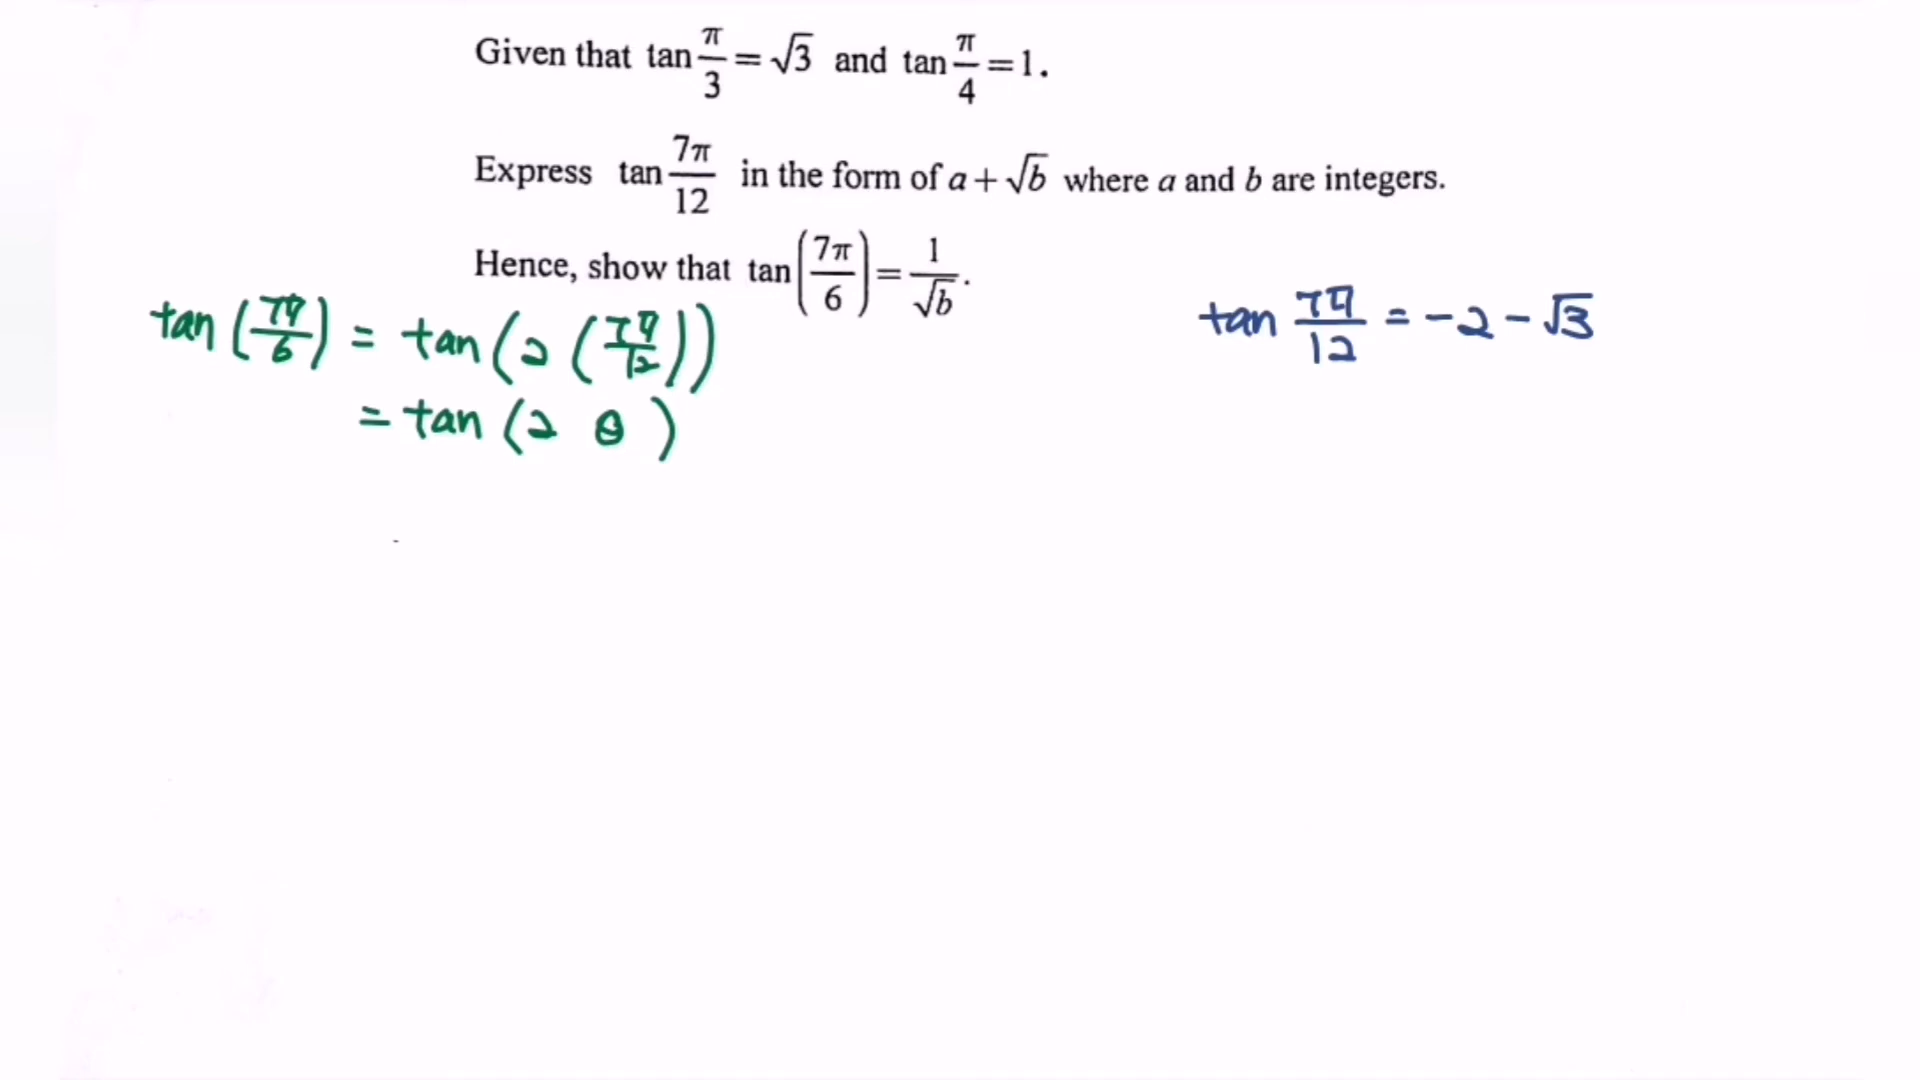 Given that tan π/3 = √3 and tan π/4 = 1.
Express tan 7π/12 in the form of a + √b where a and b are integers.
Hence, show that tan(7π/6) = 1/√b.
tan (7π/6) = tan (2 (7π/12))
= tan (2 θ )
tan 7π/12 = -2 - √3